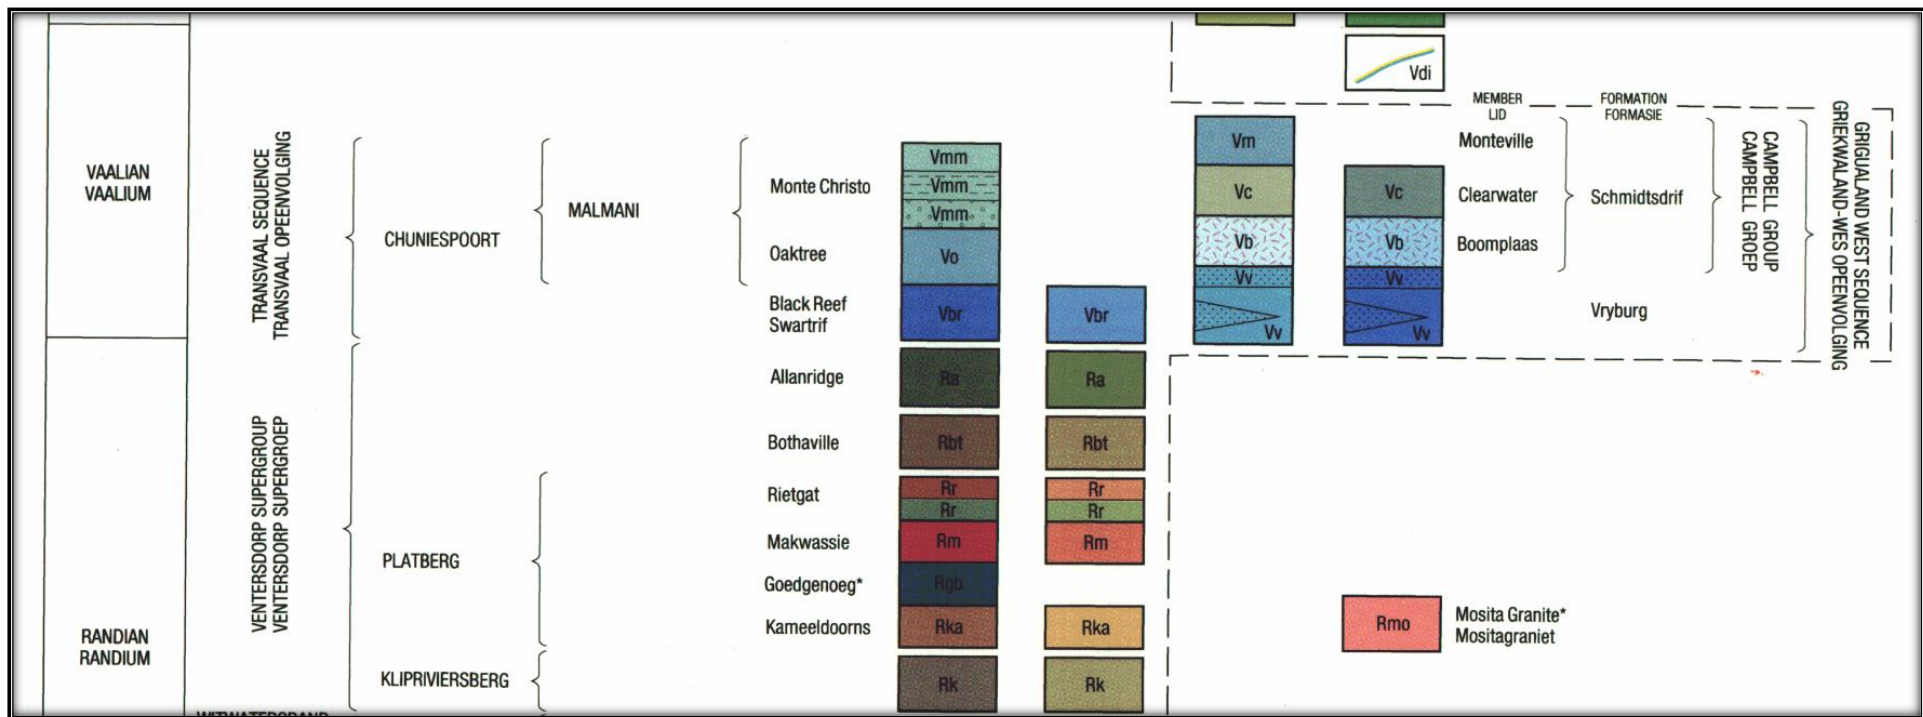 Vdi
MEMBER
LID
FORMATION
FORMASIE
VAALIAN
VAALIUM
TRANSVAAL SEQUENCE
TRANSVAAL OPEENVOLGING
CHUNIESPOORT
MALMANI
Monte Christo
Vmm
Vmm
Vmm
Oaktree
Vo
Black Reef
Swartrif
Vbr
Vbr
Vm
Monteville
Vc
Vc
Clearwater
Schmidtsdrif
Vb
Vb
Boomplaas
Vv
Vv
Vv
Vv
Vryburg
CAMPBELL GROUP
CAMPBELL GROEP
GRIGUALAND WEST SEQUENCE
GRIEKWALAND-WES OPEENVOLGING
RANDIAN
RANDIUM
VENTERSDORP SUPERGROUP
VENTERSDORP SUPERGROEP
Allanridge
Ra
Ra
Bothaville
Rbt
Rbt
PLATBERG
Rietgat
Rr
Rr
Rr
Rr
Makwassie
Rm
Rm
Goedgenoeg*
Rgb
Kameeldoorns
Rka
Rka
KLIPRIVIERSBERG
Rk
Rk
Rmo
Mosita Granite*
Mositagraniet